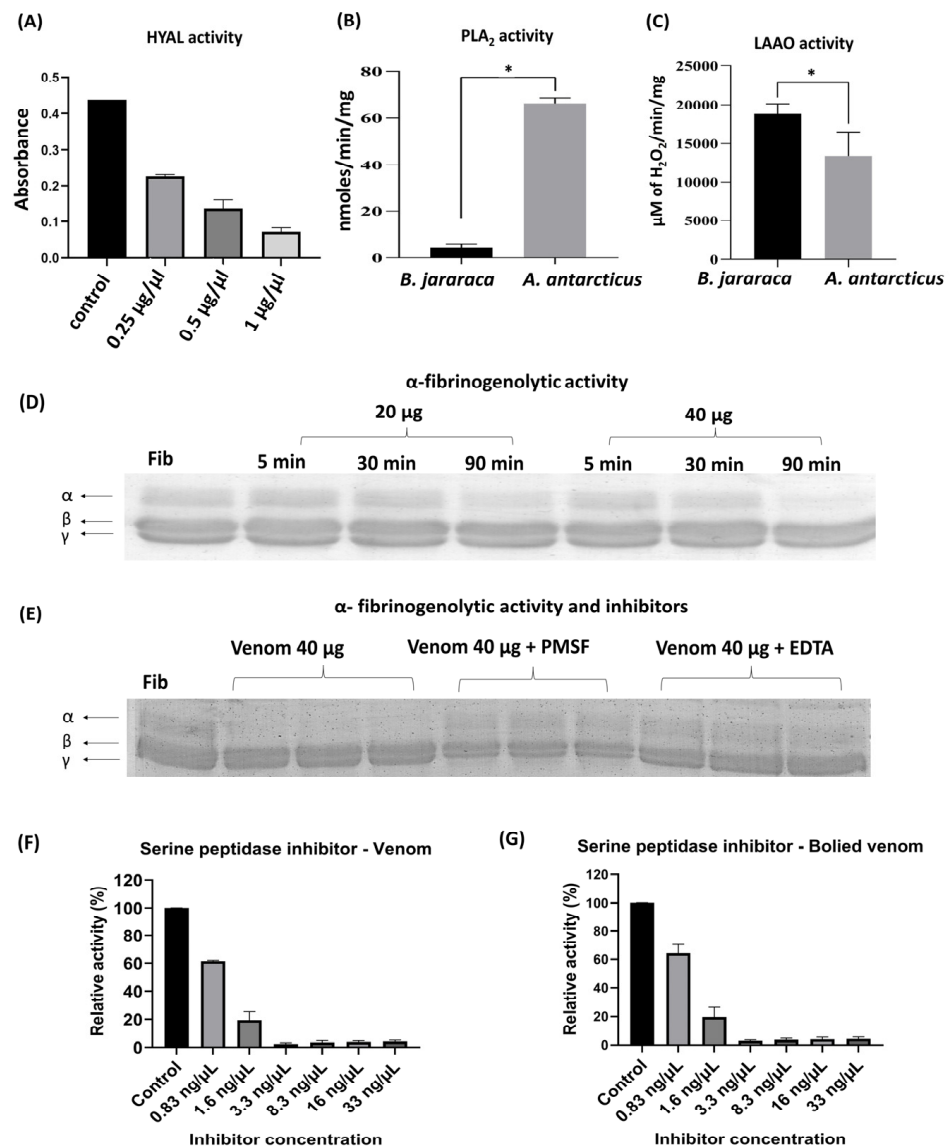 (A)
HYAL activity
Absorbance
0.5
0.4
0.3
0.2
0.1
0.0
control
0.25 µg/µl
0.5 µg/µl
1 µg/µl
(B)
PLA₂ activity
*
nmoles/min/mg
80
60
40
20
0
B. jararaca
A. antarcticus
(C)
LAAO activity
*
µM of H₂O₂/min/mg
25000
20000
15000
10000
5000
0
B. jararaca
A. antarcticus
α-fibrinogenolytic activity
(D)
20 µg
40 µg
Fib
5 min 30 min 90 min 5 min 30 min 90 min
α
β
γ
(E)
α- fibrinogenolytic activity and inhibitors
Venom 40 µg Venom 40 µg + PMSF Venom 40 µg + EDTA
Fib
α
β
γ
(F)
Serine peptidase inhibitor - Venom
Relative activity (%)
120
100
80
60
40
20
0
Control
0.83 ng/µL
1.6 ng/µL
3.3 ng/µL
8.3 ng/µL
16 ng/µL
33 ng/µL
Inhibitor concentration
(G)
Serine peptidase inhibitor - Bolied venom
Relative activity (%)
120
100
80
60
40
20
0
Control
0.83 ng/µL
1.6 ng/µL
3.3 ng/µL
8.3 ng/µL
16 ng/µL
33 ng/µL
Inhibitor concentration